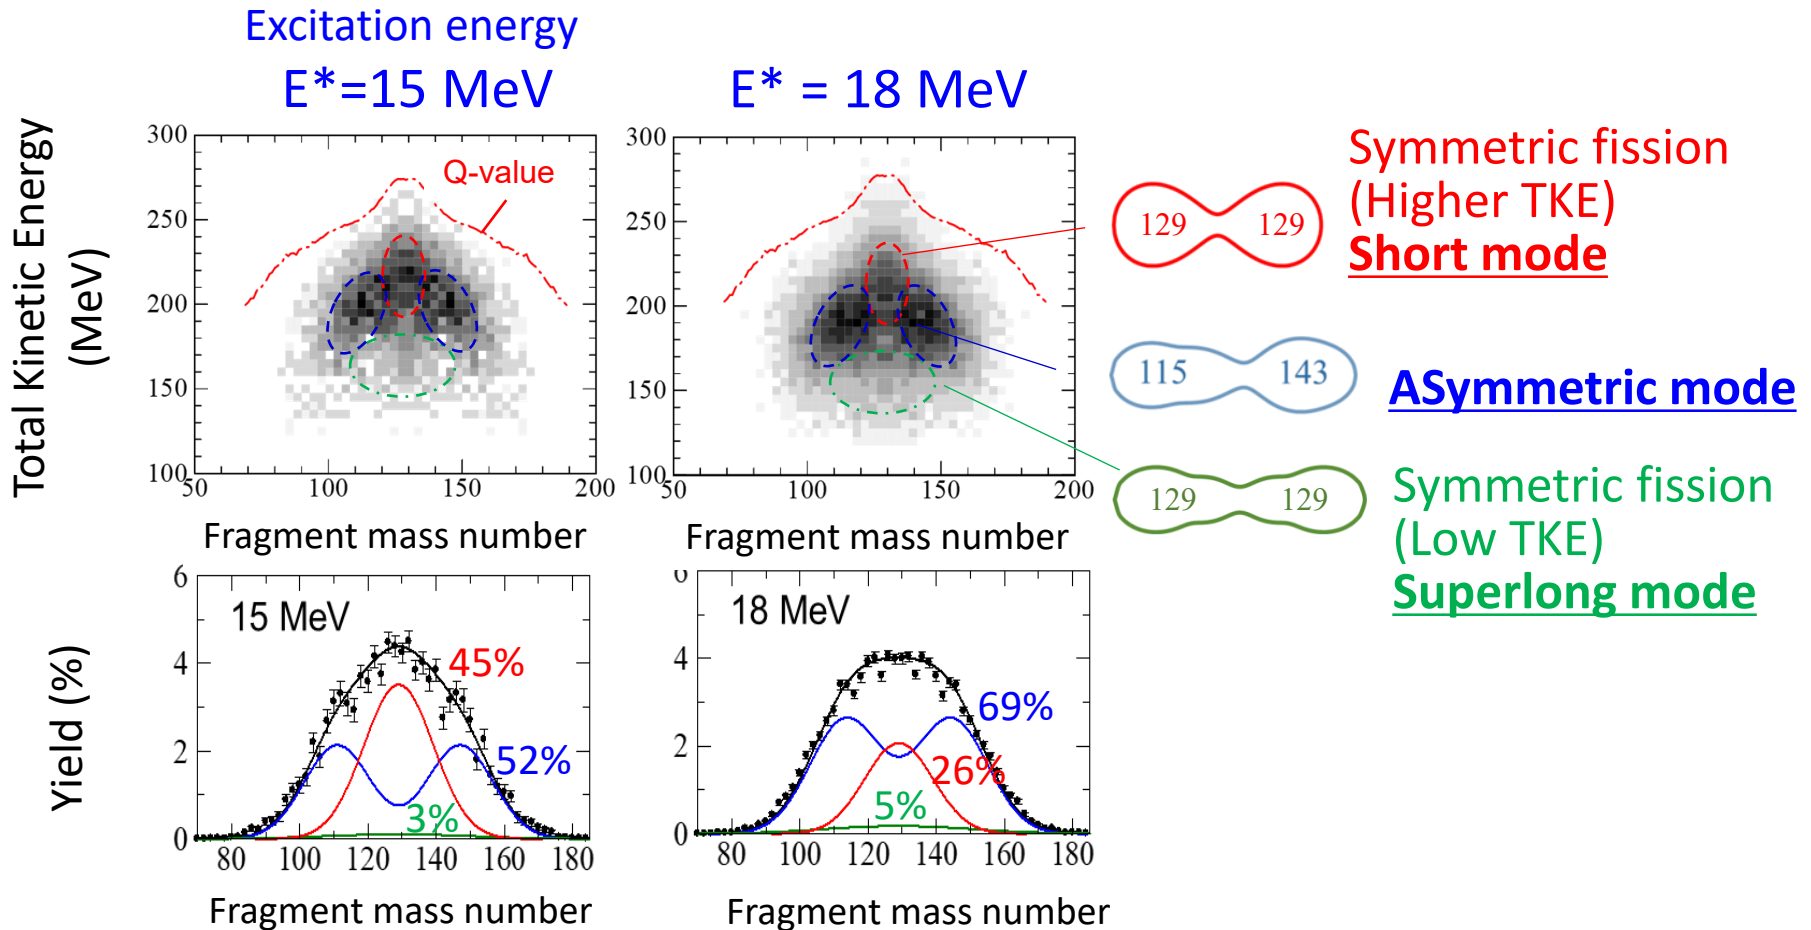 Excitation energy
E*=15 MeV
E* = 18 MeV
Total Kinetic Energy
(MeV)
300
250
200
150
100
Q-value
50
100
150
200
Fragment mass number
300
250
200
150
100
50
100
150
200
Fragment mass number
129
129
Symmetric fission
(Higher TKE)
Short mode
115
143
ASymmetric mode
129
129
Symmetric fission
(Low TKE)
Superlong mode
Yield (%)
6
4
2
0
15 MeV
45%
52%
3%
80
100
120
140
160
180
Fragment mass number
6
4
2
0
18 MeV
69%
26%
5%
80
100
120
140
160
180
Fragment mass number